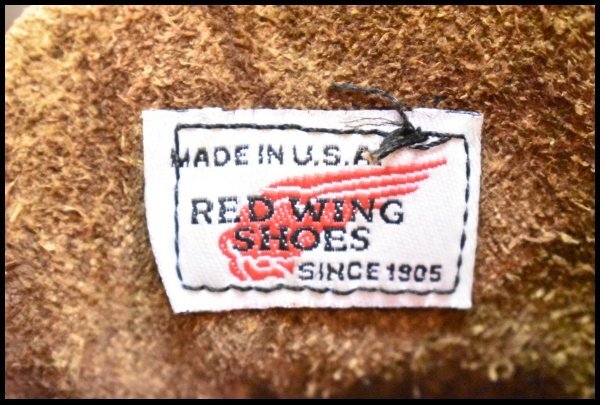 MADE IN U.S.A.
RED WING
SHOES
SINCE 1905